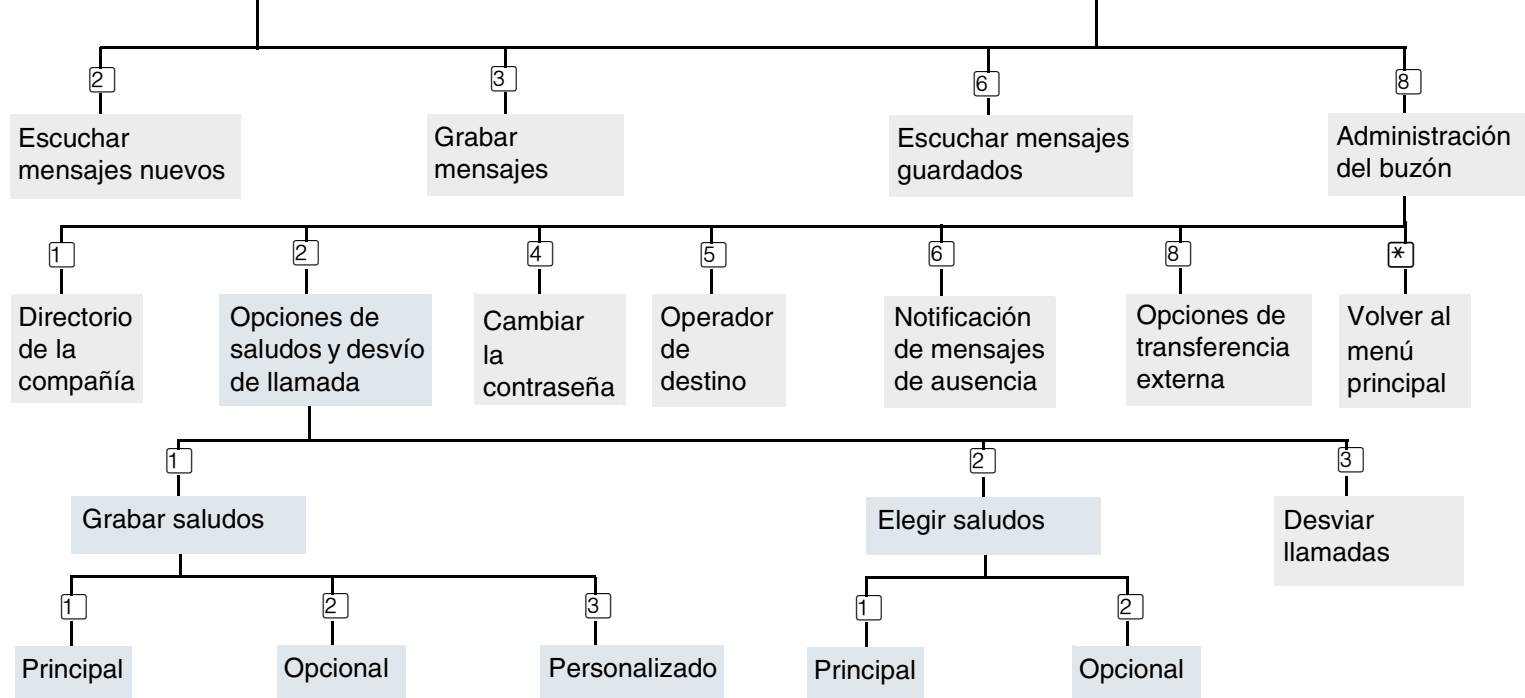 2
3
6
8
Escuchar
mensajes nuevos
Grabar
mensajes
Escuchar mensajes
guardados
Administración
del buzón
1
2
4
5
6
8
*
Directorio
de la
compañía
Opciones de
saludos y desvío
de llamada
Cambiar
la
contraseña
Operador
de
destino
Notificación
de mensajes
de ausencia
Opciones de
transferencia
externa
Volver al
menú
principal
1
2
3
Grabar saludos
Elegir saludos
Desviar
llamadas
1
2
3
1
2
Principal
Opcional
Personalizado
Principal
Opcional